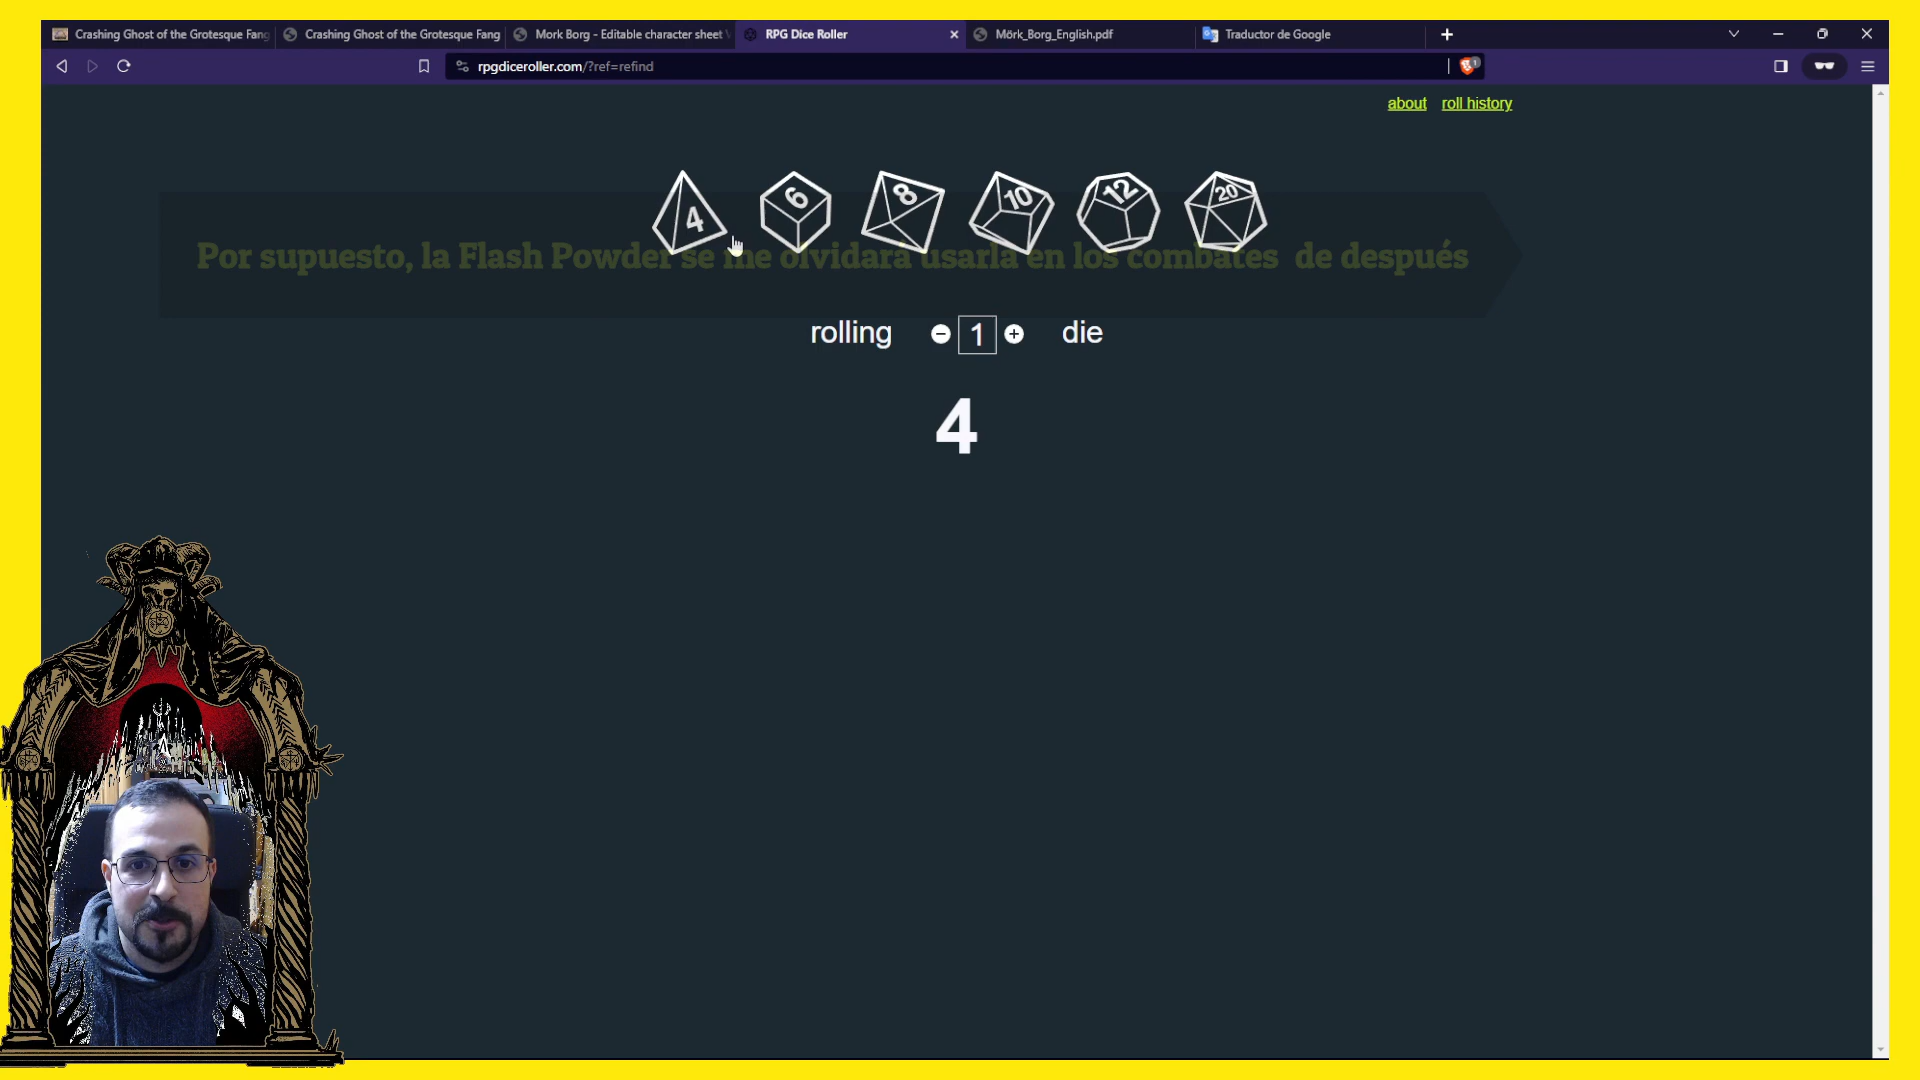 Crashing Ghost of the Grotesque Fang
Crashing Ghost of the Grotesque Fang
Mork Borg - Editable character sheet
RPG Dice Roller
Mörk_Borg_English.pdf
Traductor de Google
rpgdiceroller.com/?ref=refind
1
about roll history
4 6 8 10 12 20
Por supuesto, la Flash Powder se me olvidará usarla en los combates de después
rolling 1 die
4